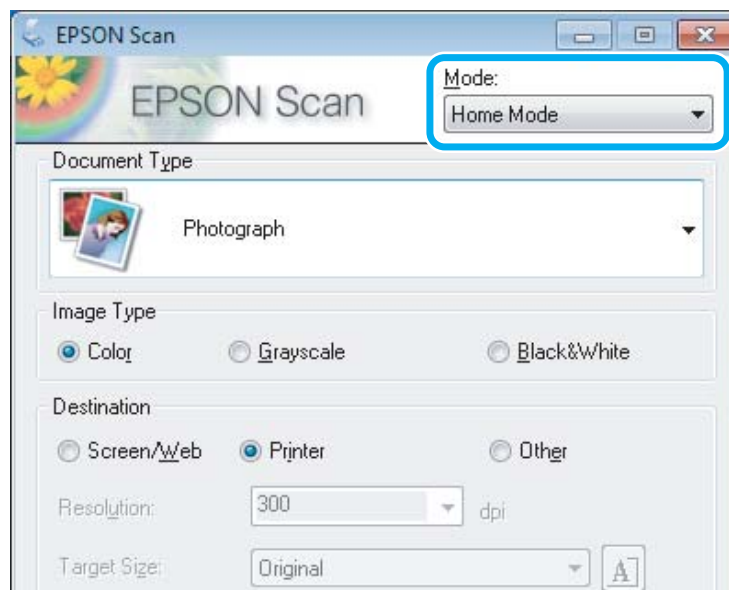 EPSON Scan
EPSON Scan
Mode:
Home Mode
Document Type
Photograph
Image Type
Color Grayscale Black&White
Destination
Screen/Web Printer Other
Resolution: 300 dpi
Target Size: Original A